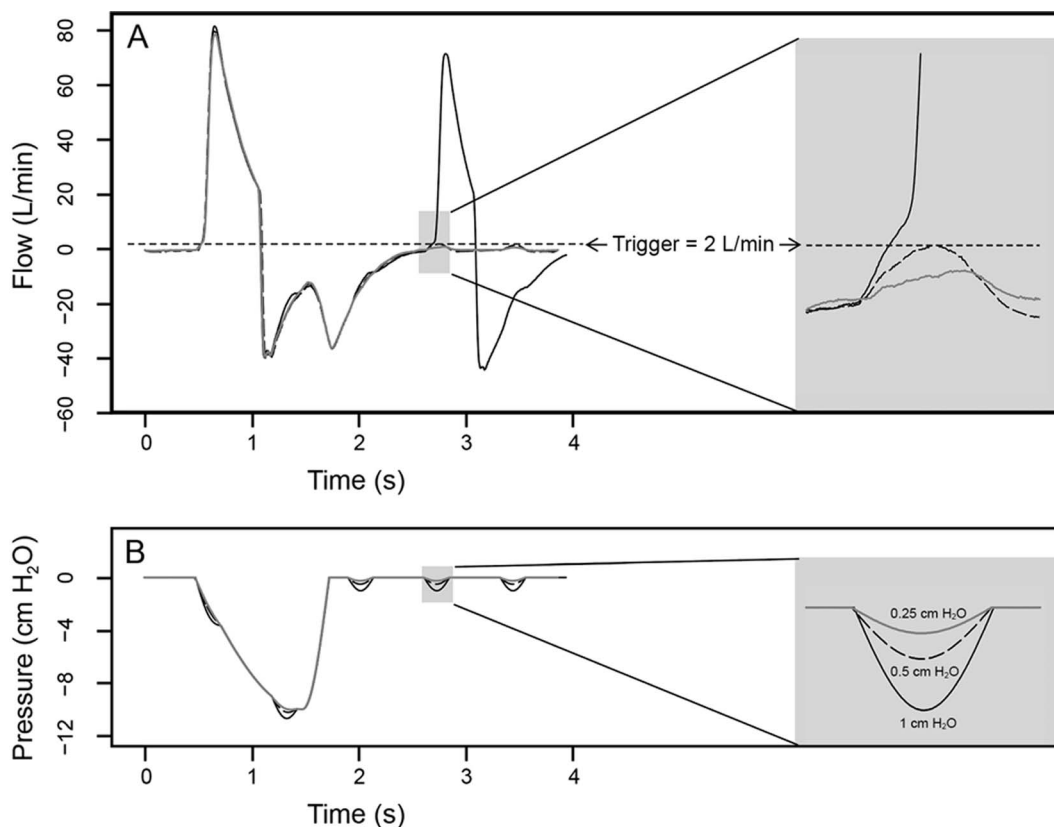 A
Flow (L/min)
80
60
40
20
0
−20
−40
−60
Trigger = 2 L/min
0 1 2 3 4
Time (s)
B
Pressure (cm H₂O)
0
−4
−8
−12
0.25 cm H₂O
0.5 cm H₂O
1 cm H₂O
0 1 2 3 4
Time (s)